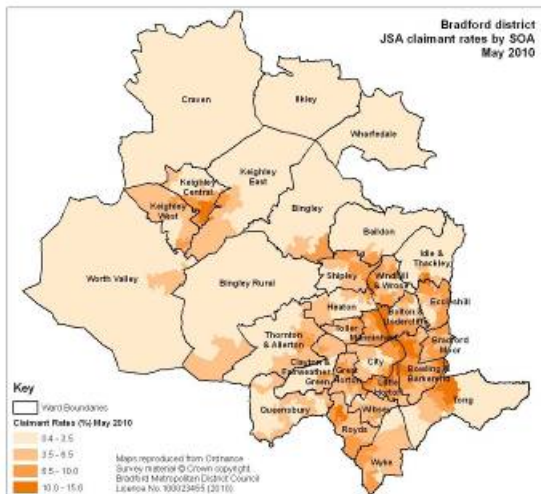 Bradford district
JSA claimant rates by SOA
May 2010
Craven
Ilkley
Wharfedale
Keighley
Central
Keighley
East
Keighley
West
Bingley
Baildon
Idle &
Thackley
Worth Valley
Bingley Rural
Shipley
Windhill
& Wrose
Eccleshill
Heaton
Bolton &
Undercliffe
Thornton
& Allerton
Toller
Manningham
Bradford
Moor
City
Clayton &
Fairweather
Green
Great
Horton
Little
Horton
Bowling &
Barkerend
Tong
Queensbury
Wibsey
Royds
Wyke
Key
Ward Boundaries
Claimant Rates (%) May 2010
0.4 - 3.5
3.5 - 6.5
6.5 - 10.0
10.0 - 15.0
Maps reproduced from Ordnance
Survey material © Crown copyright.
Bradford Metropolitan District Council
Licence No. 100023455 (2010)